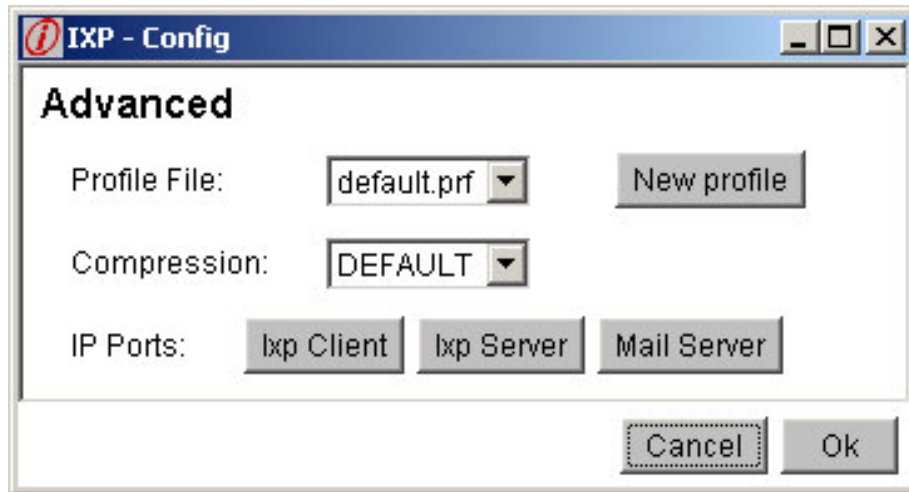 IXP - Config
Advanced
Profile File: default.prf New profile
Compression: DEFAULT
IP Ports: Ixp Client Ixp Server Mail Server
Cancel Ok